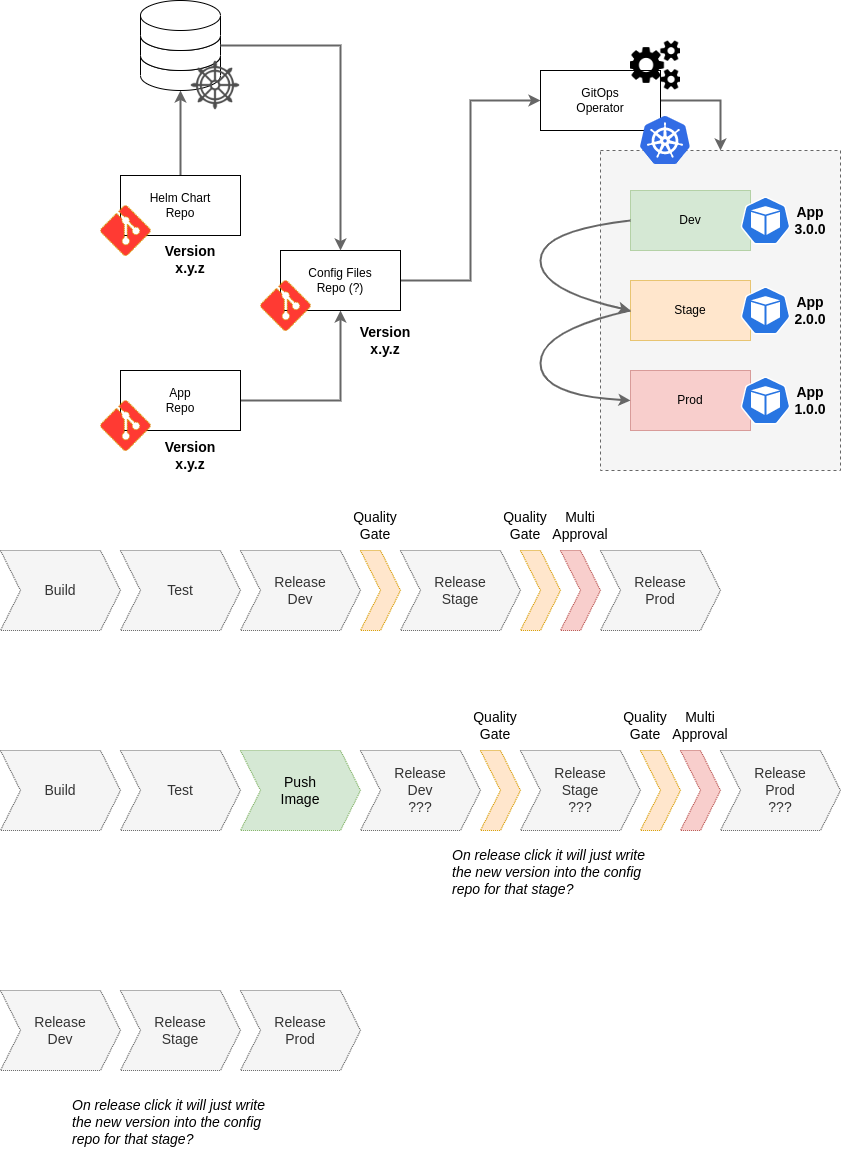 GitOps
Operator
Helm Chart
Repo
Version
x.y.z
Config Files
Repo (?)
Version
x.y.z
App
Repo
Version
x.y.z
Dev
App
3.0.0
Stage
App
2.0.0
Prod
App
1.0.0
Quality
Gate
Quality
Gate
Multi
Approval
Build
Test
Release
Dev
Release
Stage
Release
Prod
Quality
Gate
Quality
Gate
Multi
Approval
Build
Test
Push
Image
Release
Dev
???
Release
Stage
???
Release
Prod
???
On release click it will just write
the new version into the config
repo for that stage?
Release
Dev
Release
Stage
Release
Prod
On release click it will just write
the new version into the config
repo for that stage?